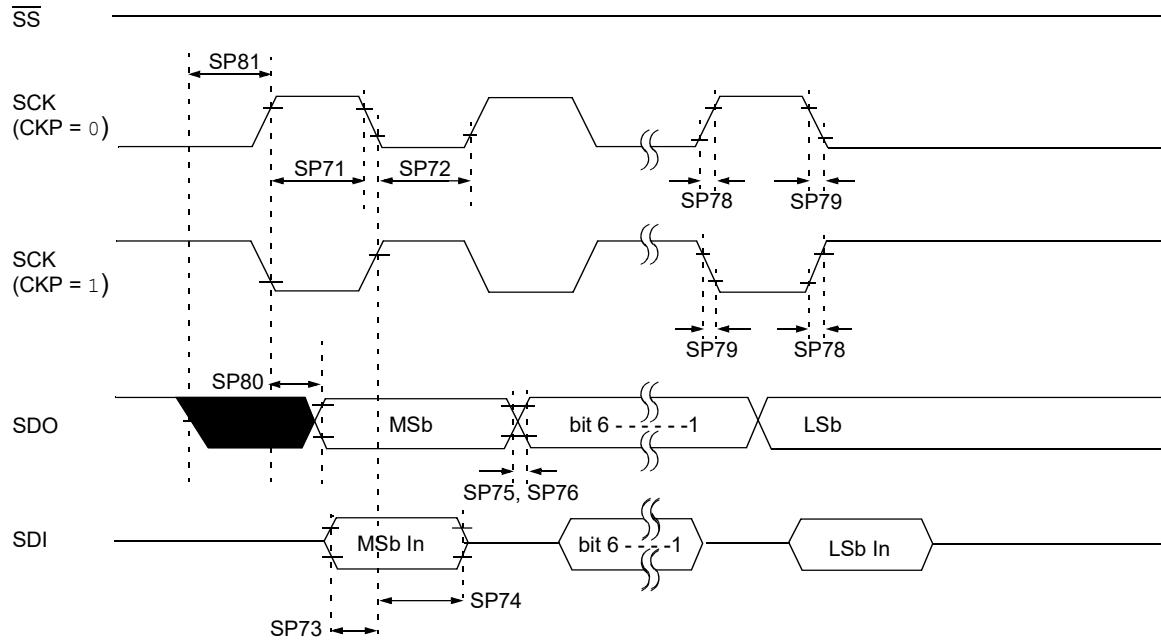 SS
SP81
SCK
(CKP = 0)
SP71
SP72
SP78
SP79
SCK
(CKP = 1)
SP79
SP78
SP80
SDO
MSb
bit 6 - - - - - -1
LSb
SP75, SP76
SDI
MSb In
bit 6 - - - - -1
LSb In
SP74
SP73